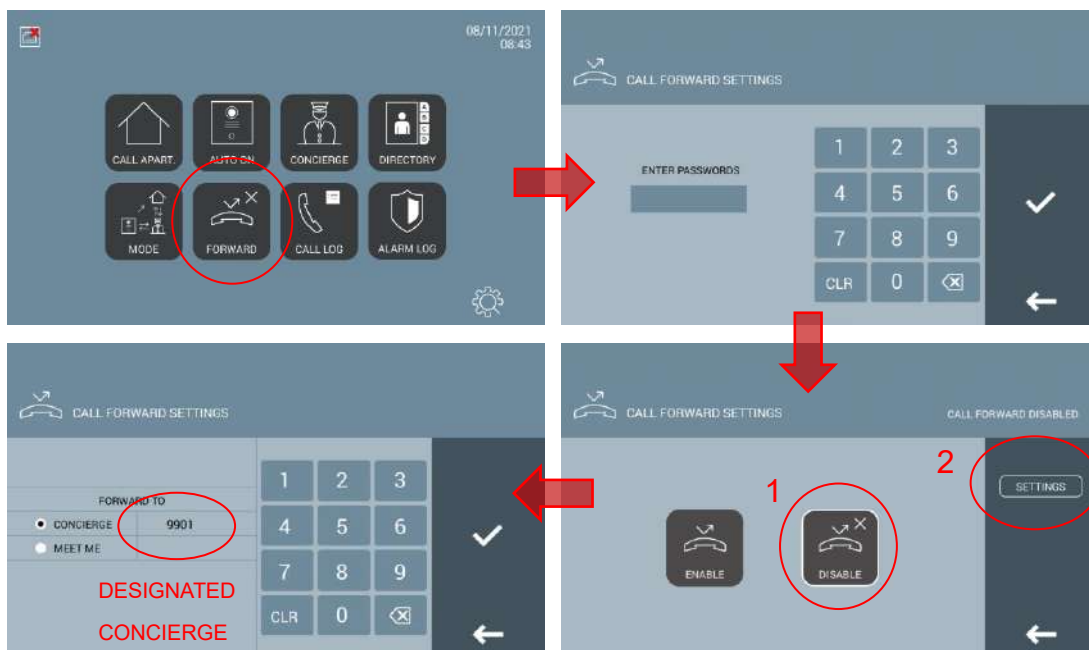 08/11/2021
08:43
CALL APART.
AUTO ON
CONCIERGE
A
B
C
D
DIRECTORY
MODE
FORWARD
CALL LOG
ALARM LOG
CALL FORWARD SETTINGS
ENTER PASSWORDS
1 2 3
4 5 6
7 8 9
CLR 0
CALL FORWARD SETTINGS
CALL FORWARD DISABLED
1
2
SETTINGS
ENABLE
DISABLE
CALL FORWARD SETTINGS
FORWARD TO
CONCIERGE 9901
MEET ME
1 2 3
4 5 6
7 8 9
CLR 0
DESIGNATED
CONCIERGE